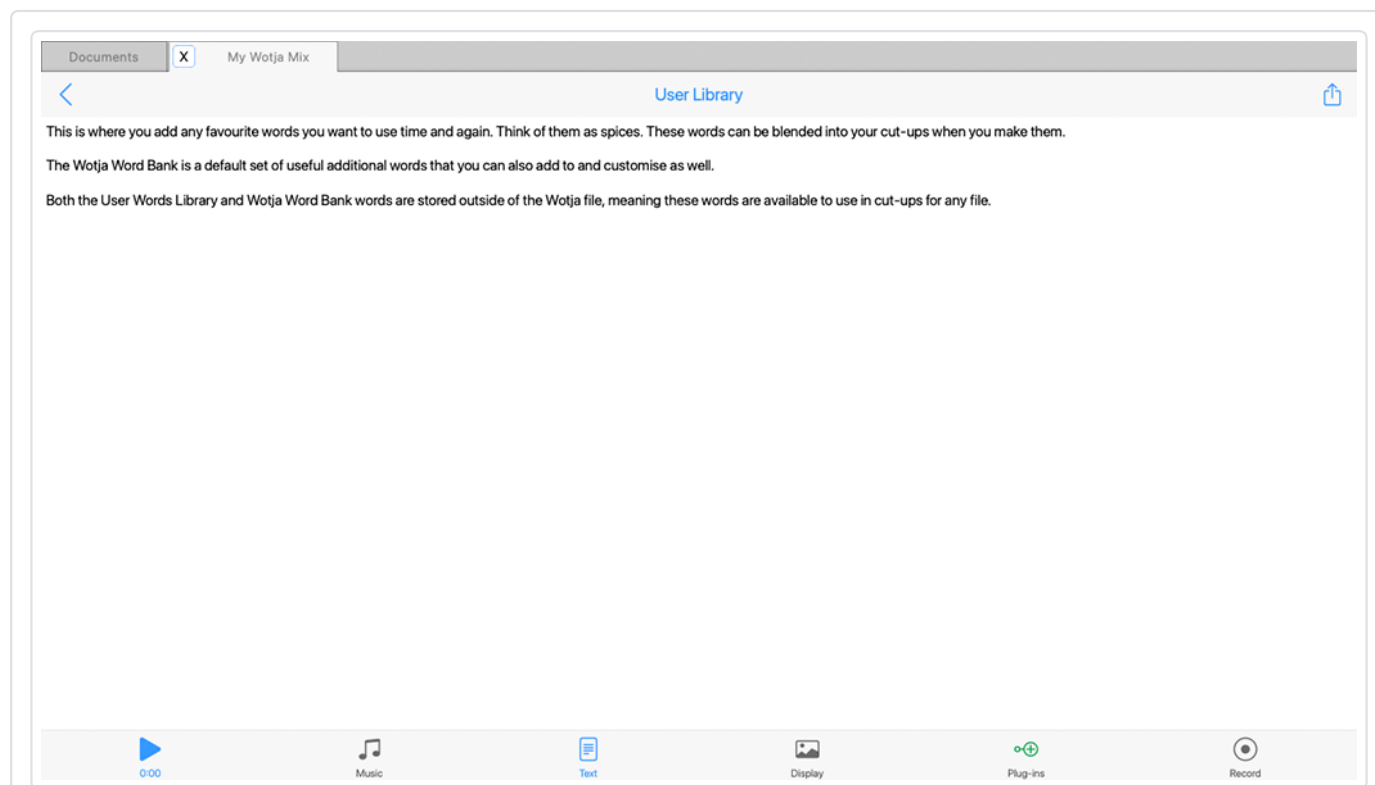 Documents
X
My Wotja Mix
User Library
This is where you add any favourite words you want to use time and again. Think of them as spices. These words can be blended into your cut-ups when you make them.
The Wotja Word Bank is a default set of useful additional words that you can also add to and customise as well.
Both the User Words Library and Wotja Word Bank words are stored outside of the Wotja file, meaning these words are available to use in cut-ups for any file.
0:00
Music
Text
Display
Plug-ins
Record